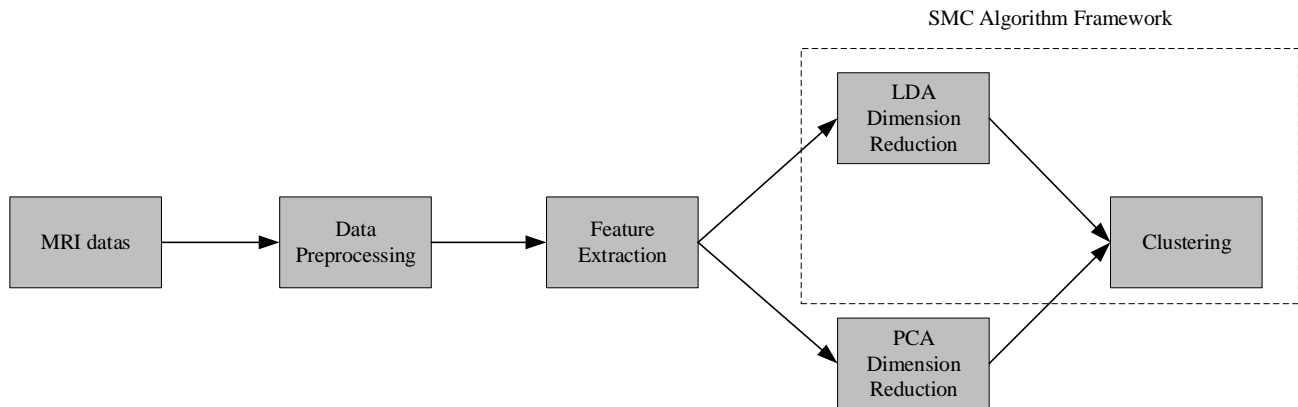 SMC Algorithm Framework
LDA
Dimension
Reduction
MRI datas
Data
Preprocessing
Feature
Extraction
Clustering
PCA
Dimension
Reduction